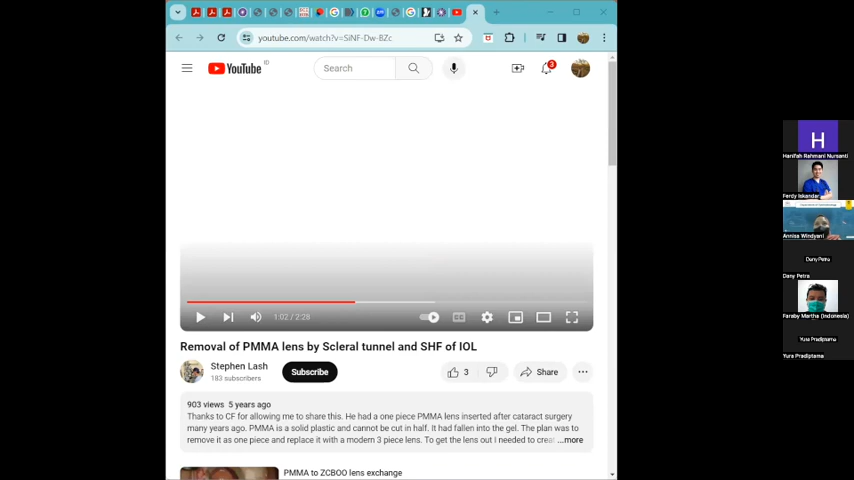 youtube.com/watch?v=SiNF-Dw-BZc
YouTube ID
Search
3
1:02 / 2:28
CC
Removal of PMMA lens by Scleral tunnel and SHF of IOL
Stephen Lash
183 subscribers
Subscribe
3
Share
903 views 5 years ago
Thanks to CF for allowing me to share this. He had a one piece PMMA lens inserted after cataract surgery
many years ago. PMMA is a solid plastic and cannot be cut in half. It had fallen into the gel. The plan was to
remove it as one piece and replace it with a modern 3 piece lens. To get the lens out I needed to creat ...more
PMMA to ZCBOO lens exchange
H
Hanifah Rahmani Nursanti
Ferdy Iskandar
Annisa Windyani
Dany Petra
Dany Petra
Faraby Martha (Indonesia)
Yura Pradiptama
Yura Pradiptama